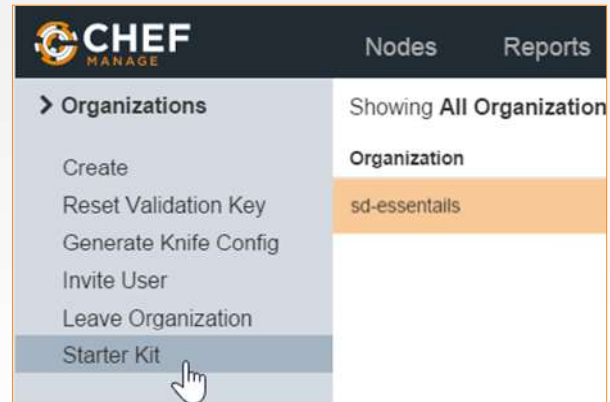 CHEF
MANAGE
Nodes Reports
Organizations
Showing All Organization
Organization
sd-essentails
Create
Reset Validation Key
Generate Knife Config
Invite User
Leave Organization
Starter Kit